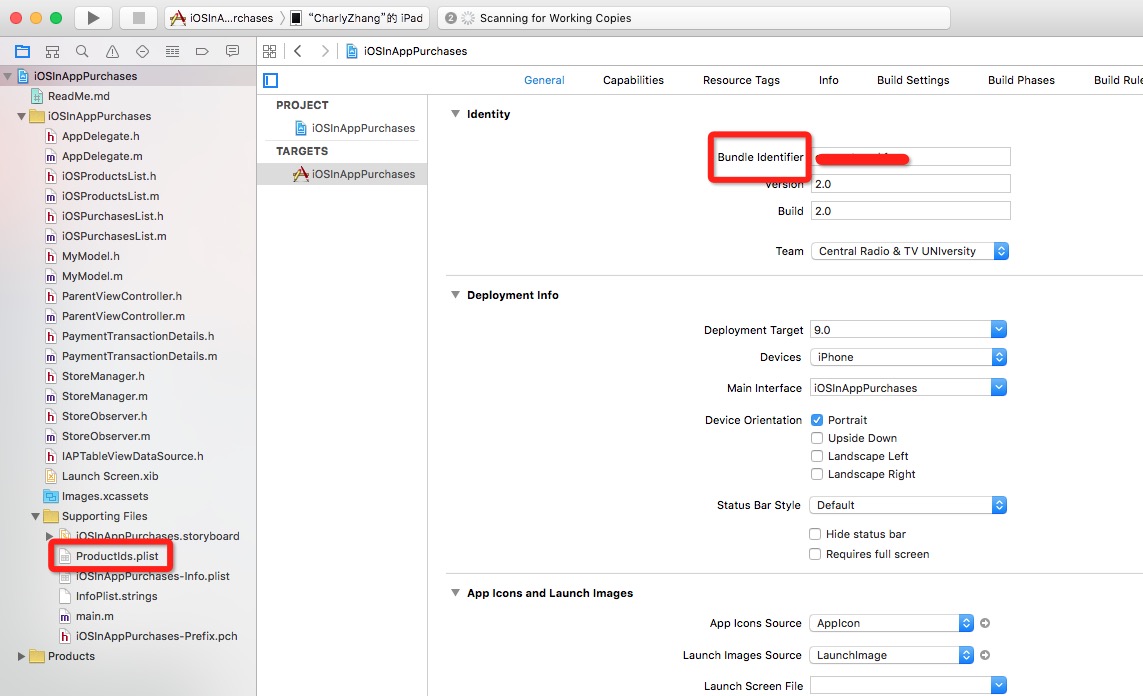 iOSInA...rchases
“CharlyZhang”的 iPad
2
Scanning for Working Copies
iOSInAppPurchases
General
Capabilities
Resource Tags
Info
Build Settings
Build Phases
Build Rule
iOSInAppPurchases
ReadMe.md
iOSInAppPurchases
AppDelegate.h
AppDelegate.m
iOSProductsList.h
iOSProductsList.m
iOSPurchasesList.h
iOSPurchasesList.m
MyModel.h
MyModel.m
ParentViewController.h
ParentViewController.m
PaymentTransactionDetails.h
PaymentTransactionDetails.m
StoreManager.h
StoreManager.m
StoreObserver.h
StoreObserver.m
IAPTableViewDataSource.h
Launch Screen.xib
Images.xcassets
Supporting Files
iOSInAppPurchases.storyboard
ProductIds.plist
iOSInAppPurchases-Info.plist
InfoPlist.strings
main.m
iOSInAppPurchases-Prefix.pch
Products
PROJECT
iOSInAppPurchases
TARGETS
iOSInAppPurchases
Identity
Bundle Identifier
Version 2.0
Build 2.0
Team Central Radio & TV UNIversity
Deployment Info
Deployment Target 9.0
Devices iPhone
Main Interface iOSInAppPurchases
Device Orientation Portrait
Upside Down
Landscape Left
Landscape Right
Status Bar Style Default
Hide status bar
Requires full screen
App Icons and Launch Images
App Icons Source AppIcon
Launch Images Source LaunchImage
Launch Screen File